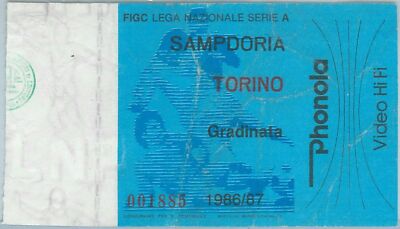 FIGC LEGA NAZIONALE SERIE A
SAMPDORIA
TORINO
Gradinata
001885 1986/87
Phonola
Video Hi Fi